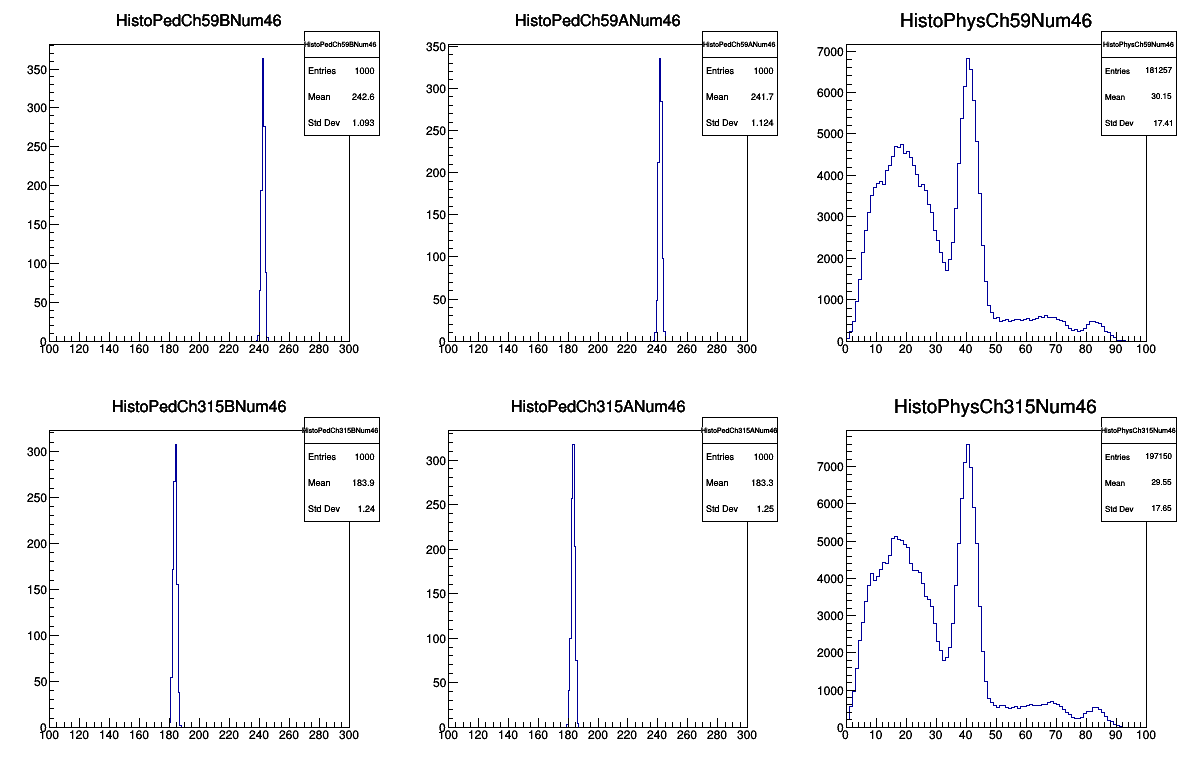 HistoPedCh59BNum46
HistoPedCh59BNum46
Entries 1000
Mean 242.6
Std Dev 1.093
350
300
250
200
150
100
50
0
100 120 140 160 180 200 220 240 260 280 300
HistoPedCh59ANum46
HistoPedCh59ANum46
Entries 1000
Mean 241.7
Std Dev 1.124
350
300
250
200
150
100
50
0
100 120 140 160 180 200 220 240 260 280 300
HistoPhysCh59Num46
HistoPhysCh59Num46
Entries 181257
Mean 30.15
Std Dev 17.41
7000
6000
5000
4000
3000
2000
1000
0
0 10 20 30 40 50 60 70 80 90 100
HistoPedCh315BNum46
HistoPedCh315BNum46
Entries 1000
Mean 183.9
Std Dev 1.24
300
250
200
150
100
50
0
100 120 140 160 180 200 220 240 260 280 300
HistoPedCh315ANum46
HistoPedCh315ANum46
Entries 1000
Mean 183.3
Std Dev 1.25
300
250
200
150
100
50
0
100 120 140 160 180 200 220 240 260 280 300
HistoPhysCh315Num46
HistoPhysCh315Num46
Entries 197150
Mean 29.55
Std Dev 17.65
7000
6000
5000
4000
3000
2000
1000
0
0 10 20 30 40 50 60 70 80 90 100